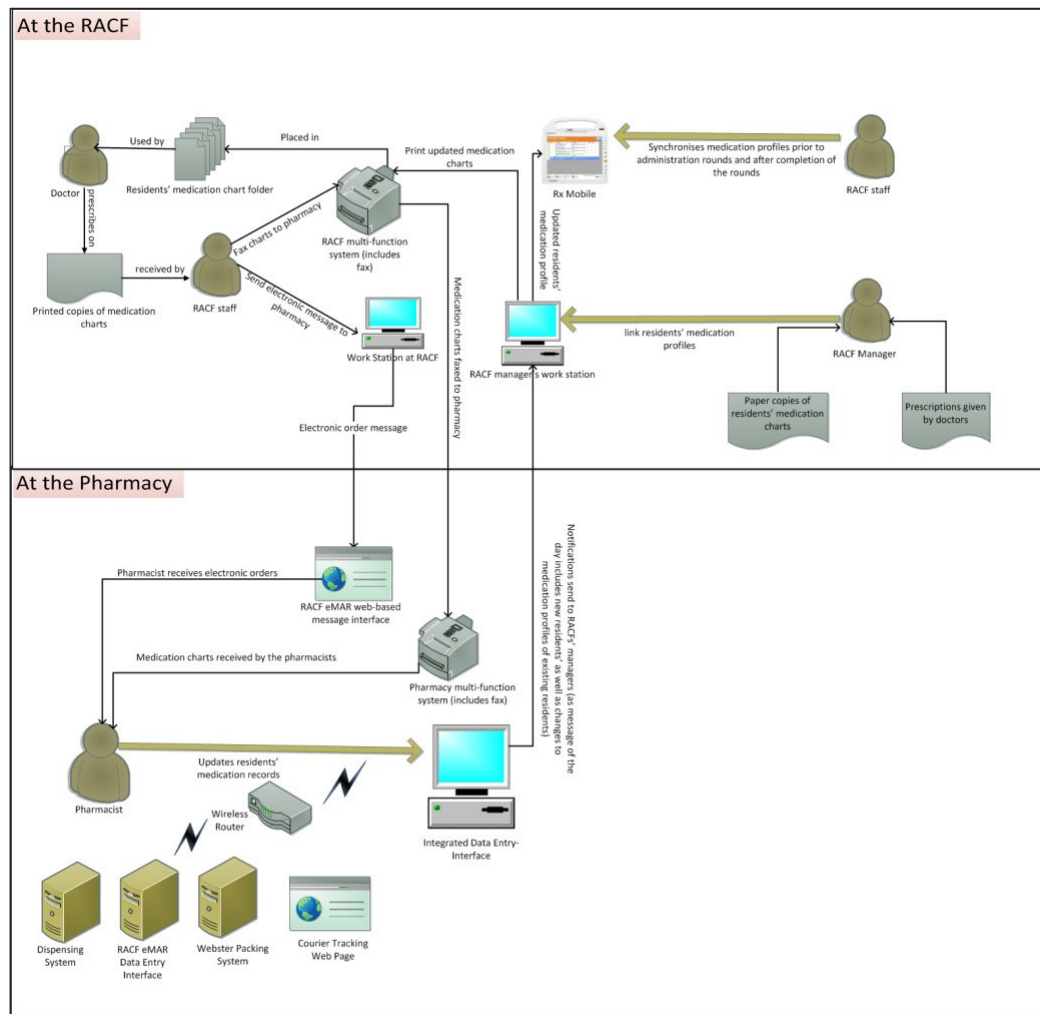 At the RACF
Used by
Placed in
Doctor
Residents' medication chart folder
Print updated medication
charts
Rx Mobile
Synchronises medication profiles prior to
administration rounds and after completion of
the rounds
RACF staff
prescribes on
Fax charts to pharmacy
RACF multi-function
system (includes
fax)
Updated residents'
medication profile
received by
Printed copies of medication
charts
RACF staff
Send electronic message to
pharmacy
Work Station at RACF
Medication charts faxed to pharmacy
RACF manager's work station
link residents' medication
profiles
RACF Manager
Paper copies of
residents' medication
charts
Prescriptions given
by doctors
Electronic order message
At the Pharmacy
Pharmacist receives electronic orders
RACF eMAR web-based
message interface
Notifications send to RACFs' managers (as message of the
day includes new residents' as well as changes to
medication profiles of existing residents)
Medication charts received by the pharmacists
Pharmacy multi-function
system (includes fax)
Pharmacist
Updates residents'
medication records
Wireless
Router
Integrated Data Entry-
Interface
Dispensing
System
RACF eMAR
Data Entry
Interface
Webster Packing
System
Courier Tracking
Web Page